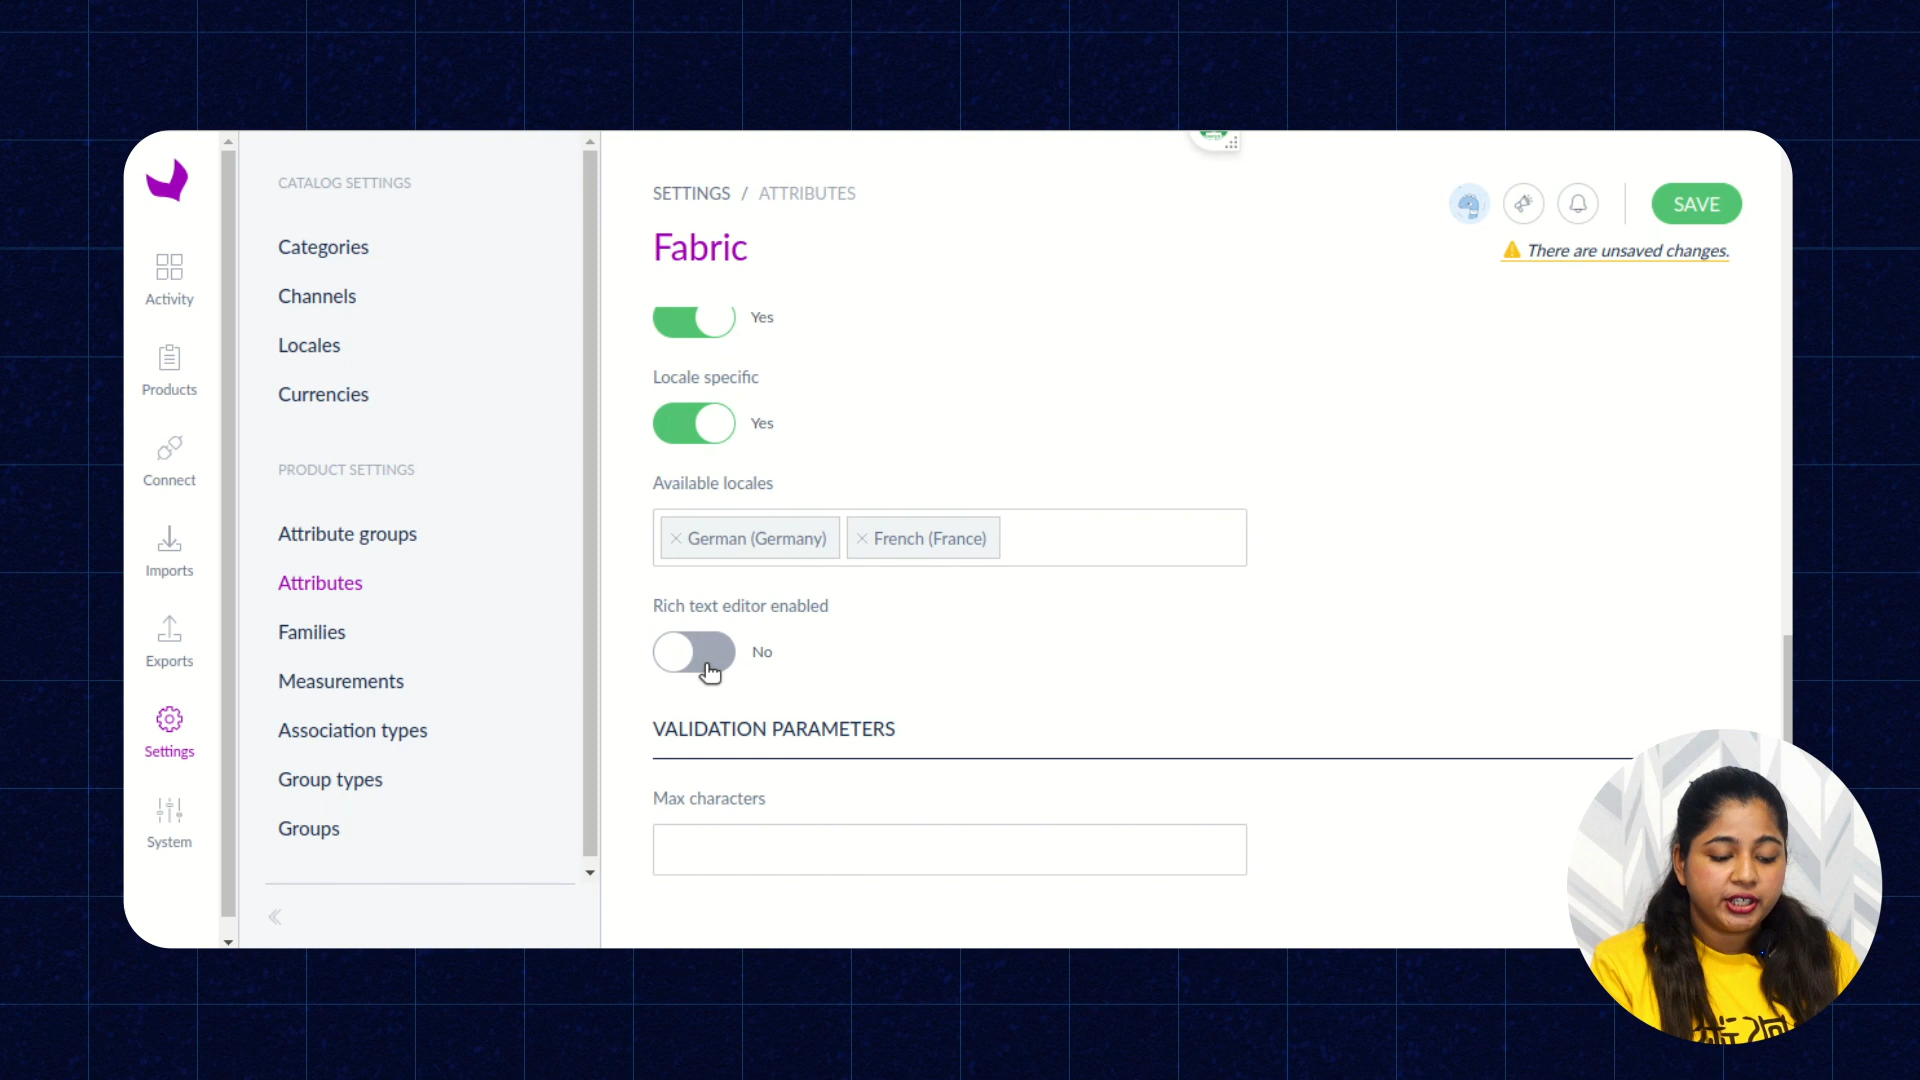 Activity
Products
Connect
Imports
Exports
Settings
System
CATALOG SETTINGS
Categories
Channels
Locales
Currencies
PRODUCT SETTINGS
Attribute groups
Attributes
Families
Measurements
Association types
Group types
Groups
SETTINGS / ATTRIBUTES
Fabric
SAVE
There are unsaved changes.
Yes
Locale specific
Yes
Available locales
German (Germany) French (France)
Rich text editor enabled
No
VALIDATION PARAMETERS
Max characters